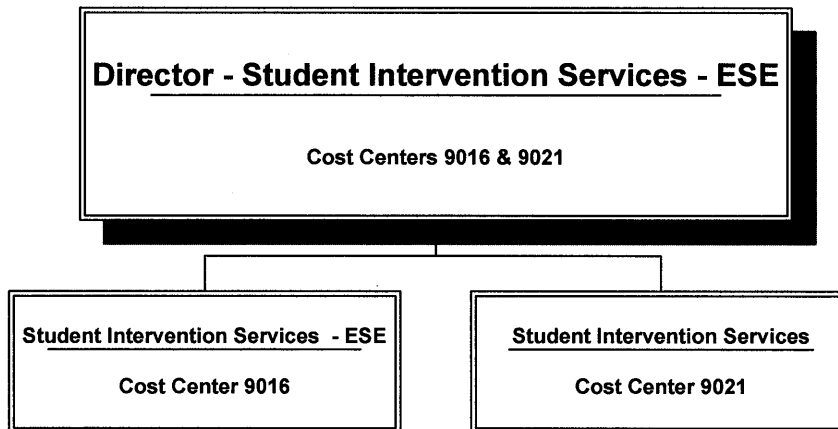 Director - Student Intervention Services - ESE
Cost Centers 9016 & 9021
Student Intervention Services - ESE
Cost Center 9016
Student Intervention Services
Cost Center 9021